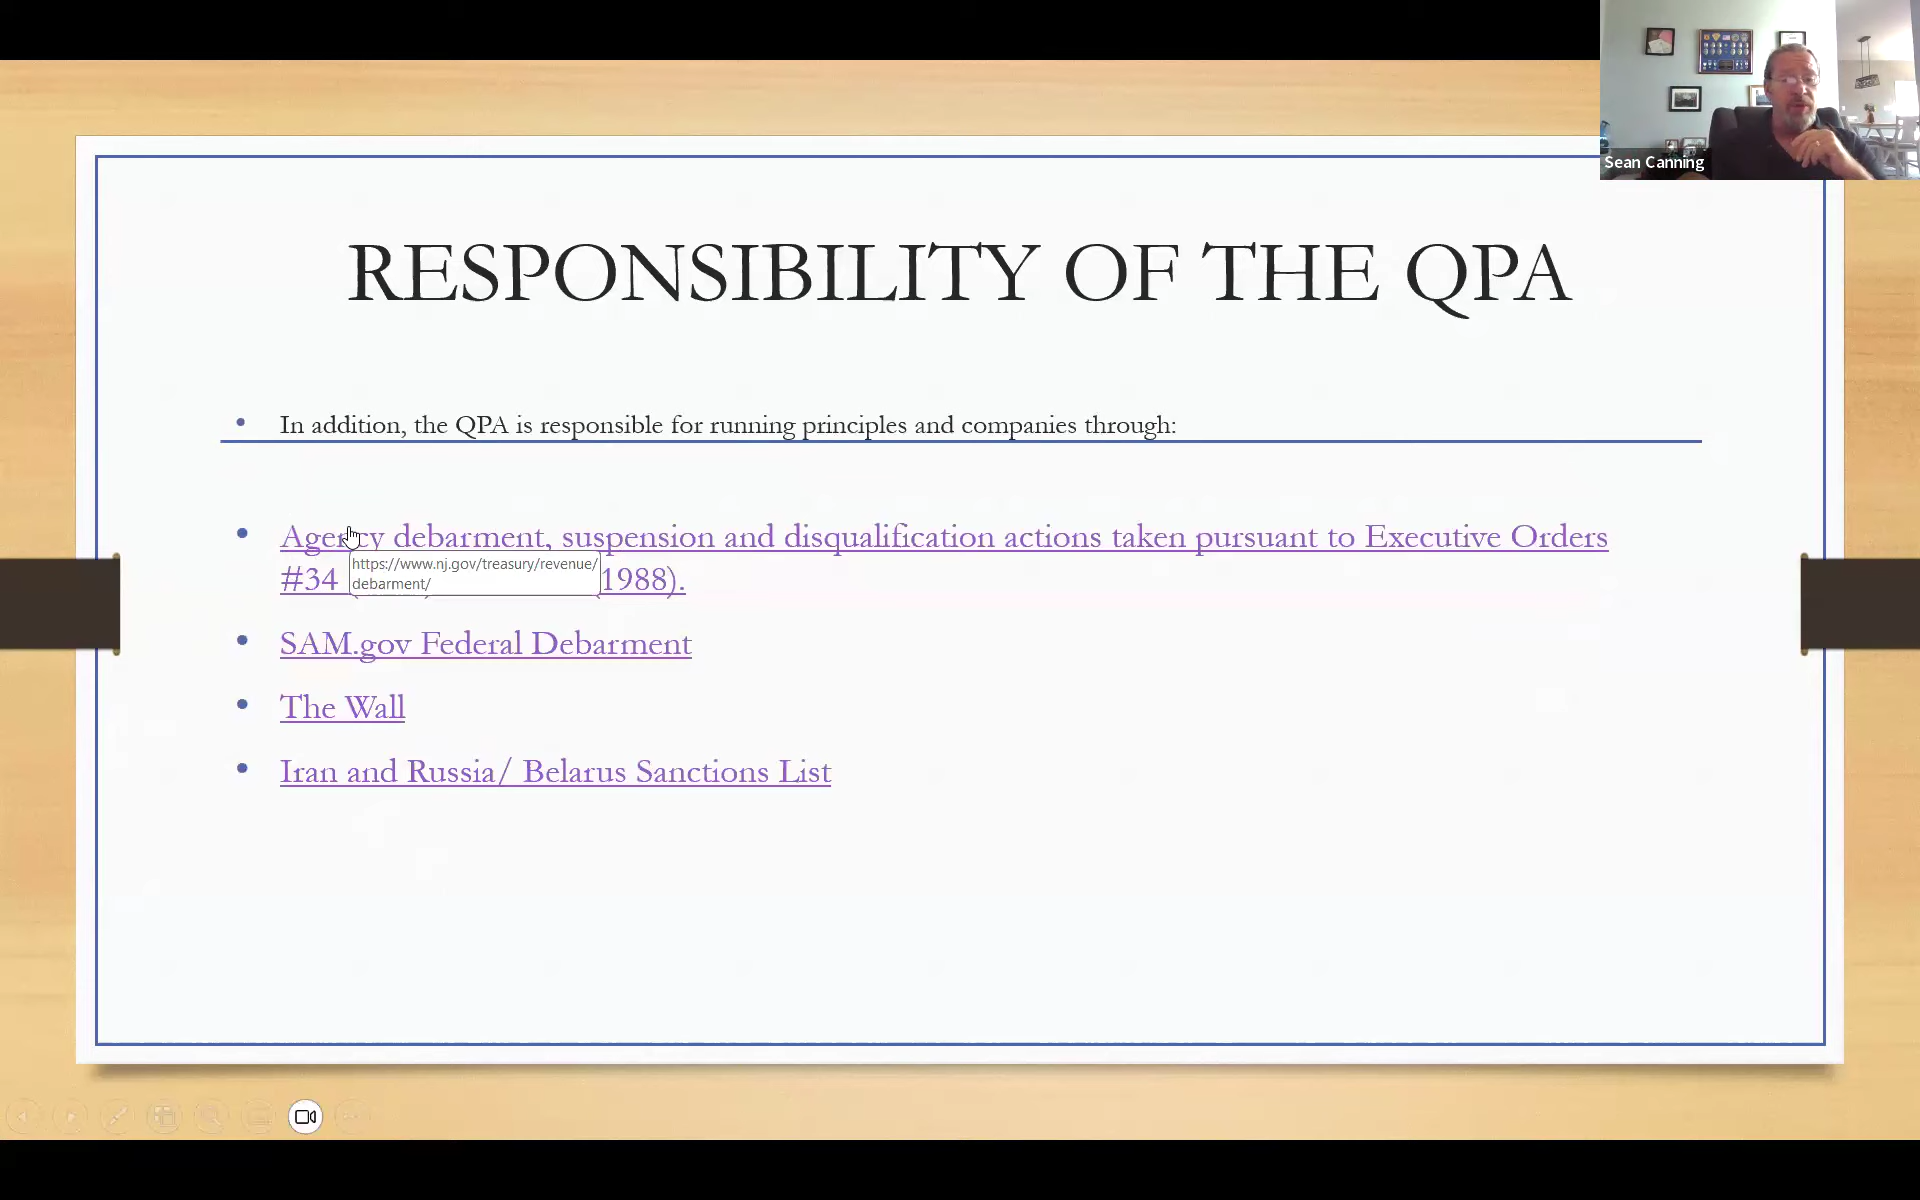 Sean Canning
RESPONSIBILITY OF THE QPA
In addition, the QPA is responsible for running principles and companies through:
Agency debarment, suspension and disqualification actions taken pursuant to Executive Orders
#34 1988).
https://www.nj.gov/treasury/revenue/
debarment/
SAM.gov Federal Debarment
The Wall
Iran and Russia/ Belarus Sanctions List